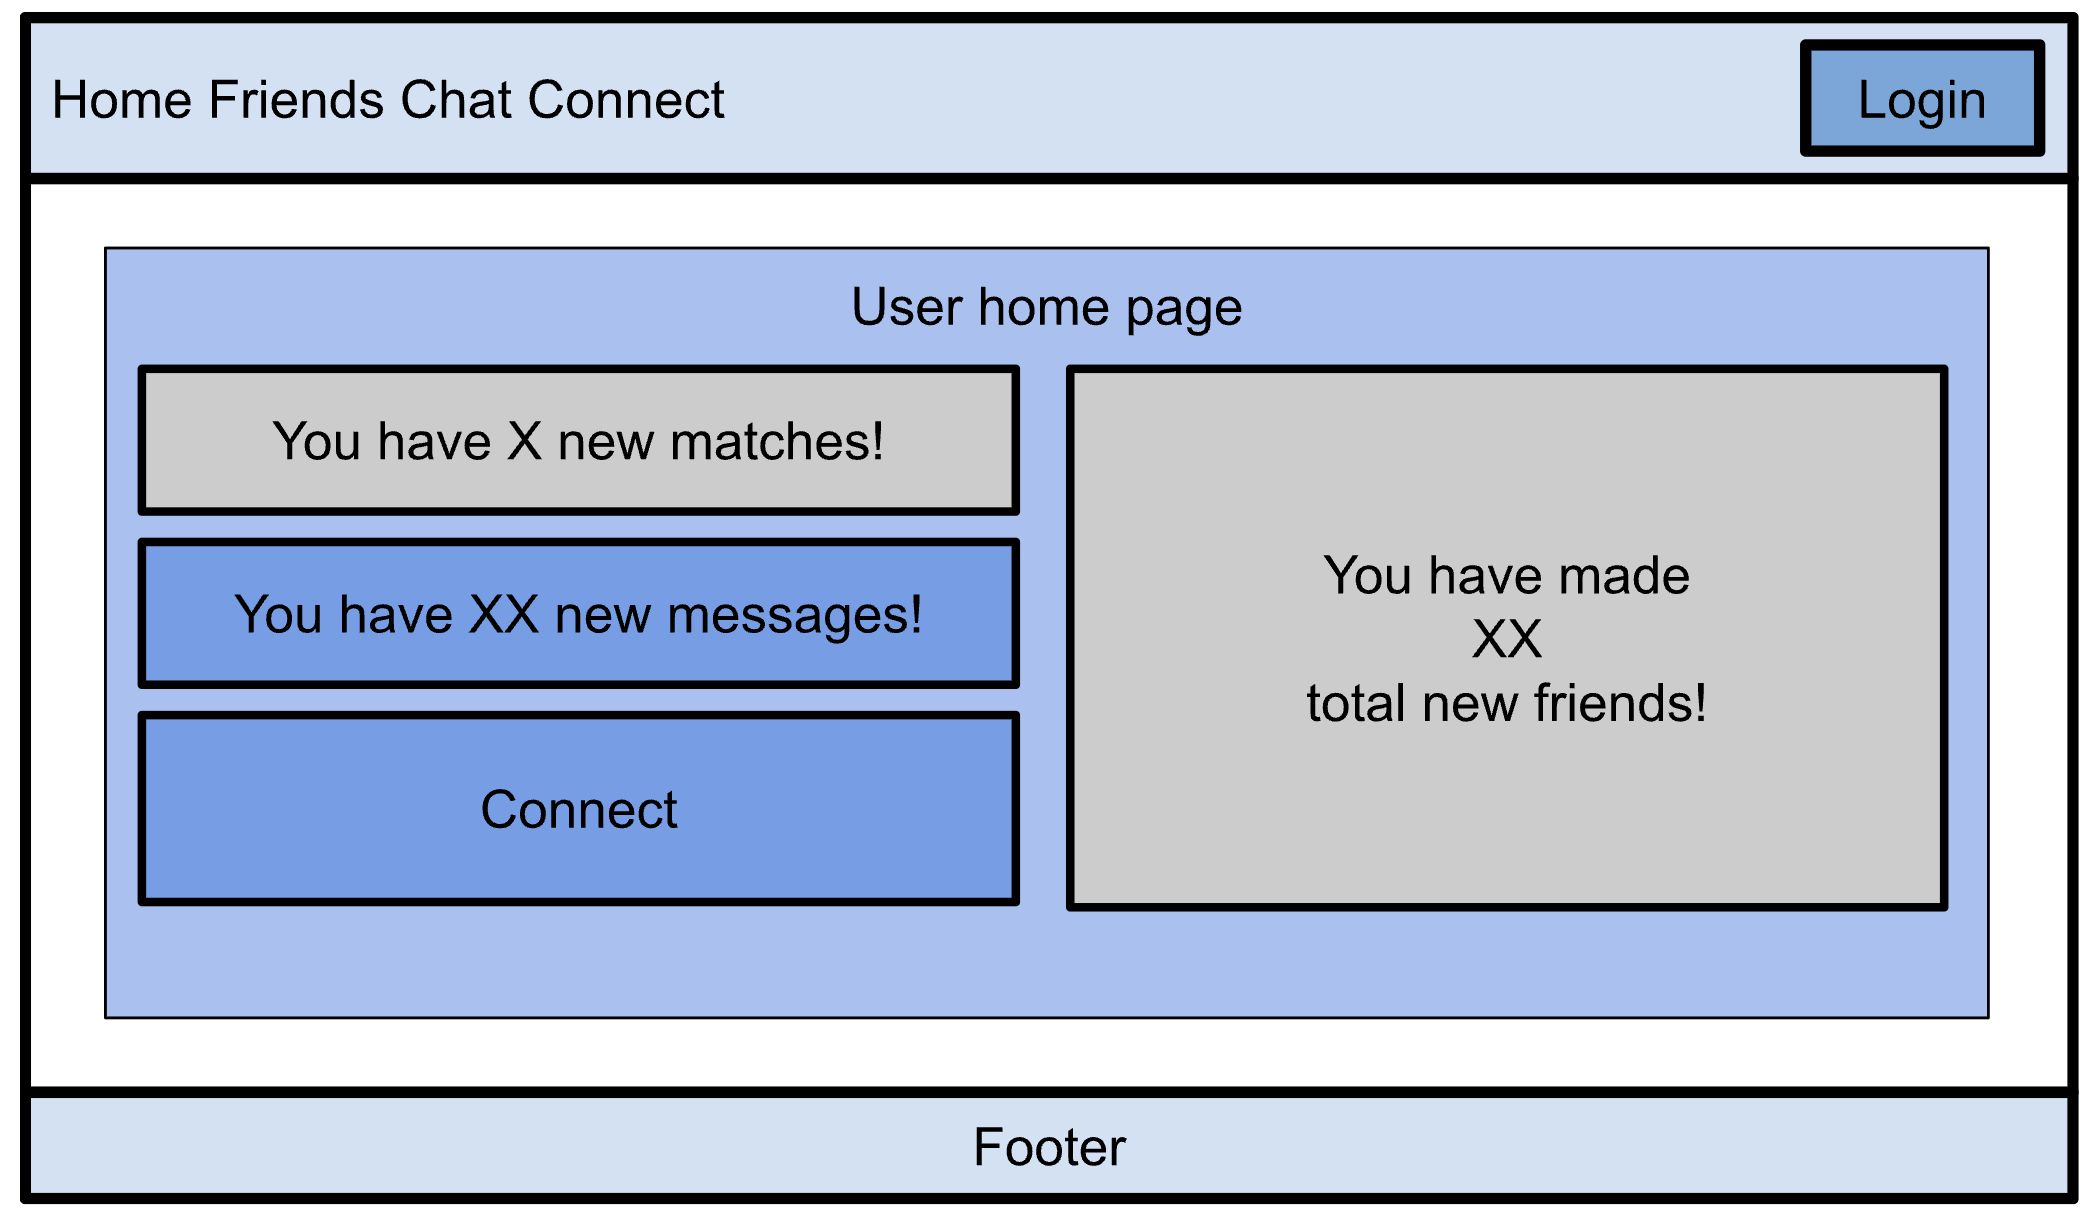 Home Friends Chat Connect
Login
User home page
You have X new matches!
You have XX new messages!
Connect
You have made
XX
total new friends!
Footer